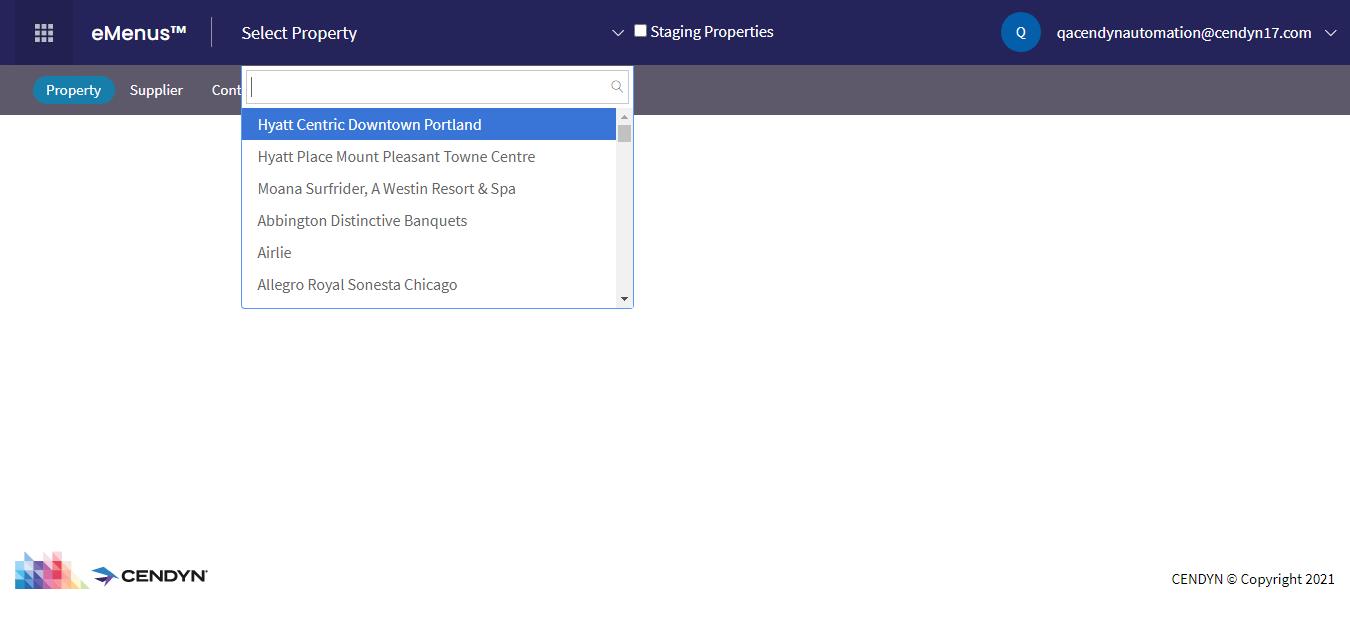 eMenus™ Select Property Staging Properties Q qacendynautomation@cendyn17.com
Property Supplier Cont
Hyatt Centric Downtown Portland
Hyatt Place Mount Pleasant Towne Centre
Moana Surfrider, A Westin Resort & Spa
Abbington Distinctive Banquets
Airlie
Allegro Royal Sonesta Chicago
CENDYN
CENDYN © Copyright 2021